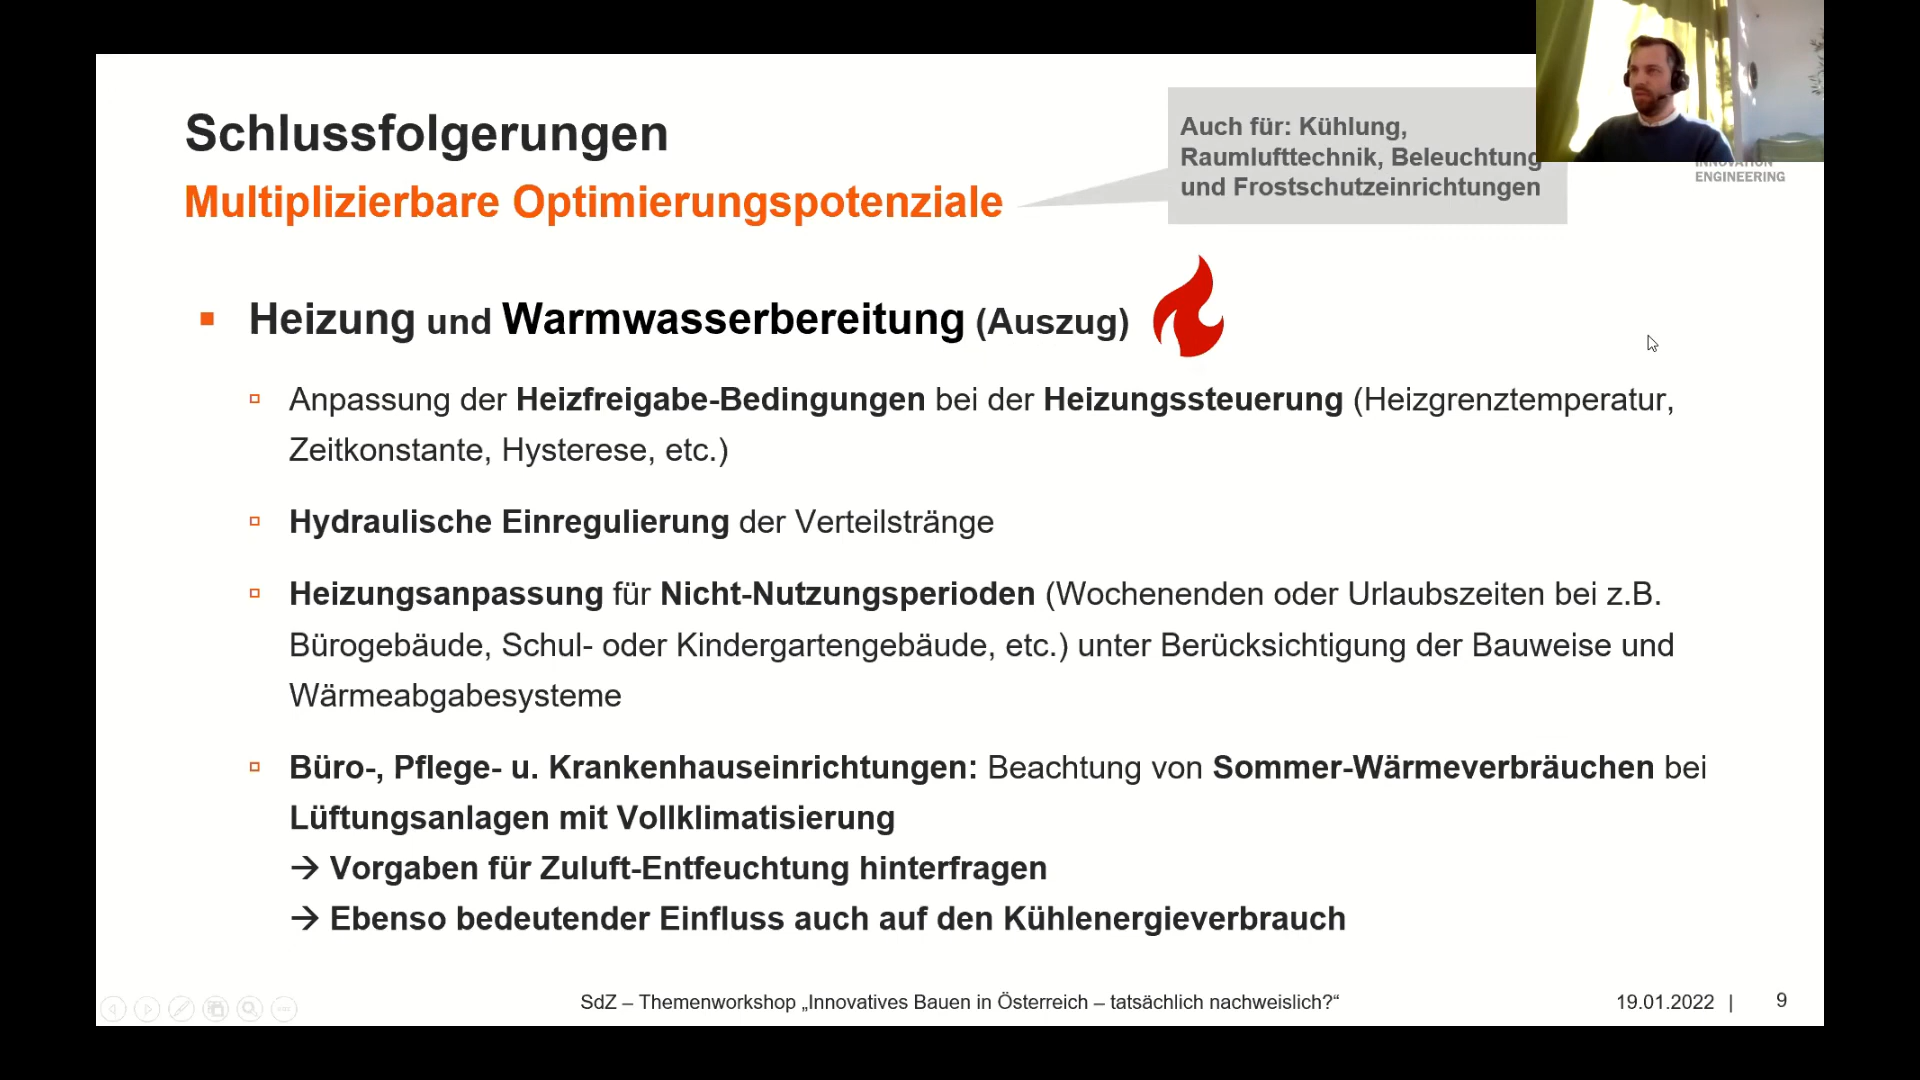 Schlussfolgerungen
Multiplizierbare Optimierungspotenziale
Auch für: Kühlung,
Raumlufttechnik, Beleuchtung
und Frostschutzeinrichtungen
INNOVATION
ENGINEERING
Heizung und Warmwasserbereitung (Auszug)
Anpassung der Heizfreigabe-Bedingungen bei der Heizungssteuerung (Heizgrenztemperatur,
Zeitkonstante, Hysterese, etc.)
Hydraulische Einregulierung der Verteilstränge
Heizungsanpassung für Nicht-Nutzungsperioden (Wochenenden oder Urlaubszeiten bei z.B.
Bürogebäude, Schul- oder Kindergartengebäude, etc.) unter Berücksichtigung der Bauweise und
Wärmeabgabesysteme
Büro-, Pflege- u. Krankenhauseinrichtungen: Beachtung von Sommer-Wärmeverbräuchen bei
Lüftungsanlagen mit Vollklimatisierung
→ Vorgaben für Zuluft-Entfeuchtung hinterfragen
→ Ebenso bedeutender Einfluss auch auf den Kühlenergieverbrauch
SdZ – Themenworkshop „Innovatives Bauen in Österreich – tatsächlich nachweislich?“
19.01.2022 | 9